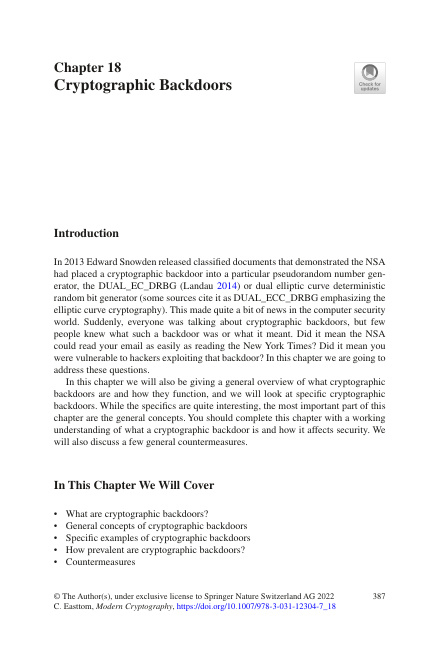 Chapter 18
Cryptographic Backdoors
Check for
updates
Introduction
In 2013 Edward Snowden released classified documents that demonstrated the NSA
had placed a cryptographic backdoor into a particular pseudorandom number gen-
erator, the DUAL_EC_DRBG (Landau 2014) or dual elliptic curve deterministic
random bit generator (some sources cite it as DUAL_ECC_DRBG emphasizing the
elliptic curve cryptography). This made quite a bit of news in the computer security
world. Suddenly, everyone was talking about cryptographic backdoors, but few
people knew what such a backdoor was or what it meant. Did it mean the NSA
could read your email as easily as reading the New York Times? Did it mean you
were vulnerable to hackers exploiting that backdoor? In this chapter we are going to
address these questions.
In this chapter we will also be giving a general overview of what cryptographic
backdoors are and how they function, and we will look at specific cryptographic
backdoors. While the specifics are quite interesting, the most important part of this
chapter are the general concepts. You should complete this chapter with a working
understanding of what a cryptographic backdoor is and how it affects security. We
will also discuss a few general countermeasures.
In This Chapter We Will Cover
• What are cryptographic backdoors?
• General concepts of cryptographic backdoors
• Specific examples of cryptographic backdoors
• How prevalent are cryptographic backdoors?
• Countermeasures
© The Author(s), under exclusive license to Springer Nature Switzerland AG 2022 387
C. Easttom, Modern Cryptography, https://doi.org/10.1007/978-3-031-12304-7_18